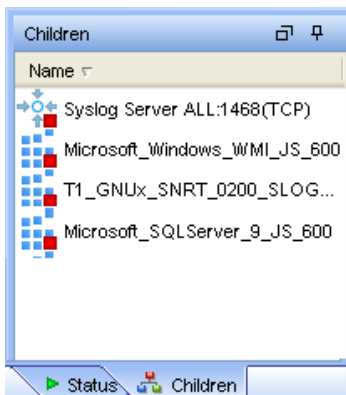 Children
Name
Syslog Server ALL:1468(TCP)
Microsoft_Windows_WMI_JS_600
T1_GNUx_SNRT_0200_SLOG...
Microsoft_SQLServer_9_JS_600
Status Children